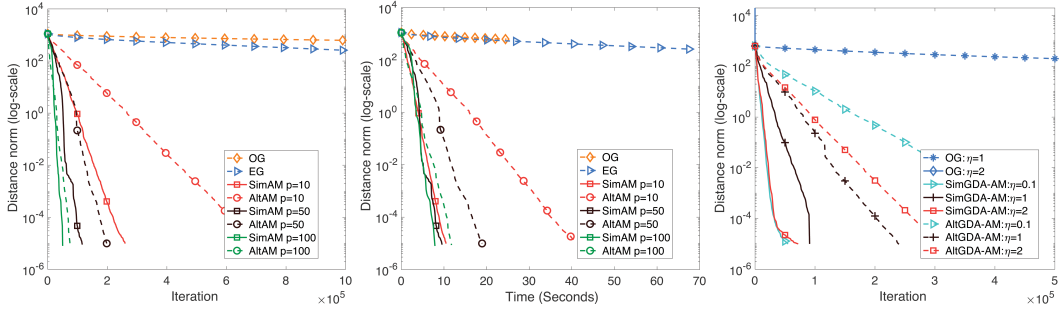 10^4
10^2
10^0
10^-2
10^-4
10^-6
Distance norm (log-scale)
0
2
4
6
8
10
×10^5
Iteration
OG
EG
SimAM p=10
AltAM p=10
SimAM p=50
AltAM p=50
SimAM p=100
AltAM p=100
10^4
10^2
10^0
10^-2
10^-4
10^-6
Distance norm (log-scale)
0
10
20
30
40
50
60
70
Time (Seconds)
OG
EG
SimAM p=10
AltAM p=10
SimAM p=50
AltAM p=50
SimAM p=100
AltAM p=100
10^4
10^2
10^0
10^-2
10^-4
10^-6
Distance norm (log-scale)
0
1
2
3
4
5
×10^5
Iteration
OG: η=1
OG: η=2
SimGDA-AM:η=0.1
SimGDA-AM:η=1
SimGDA-AM:η=2
AltGDA-AM:η=0.1
AltGDA-AM:η=1
AltGDA-AM:η=2